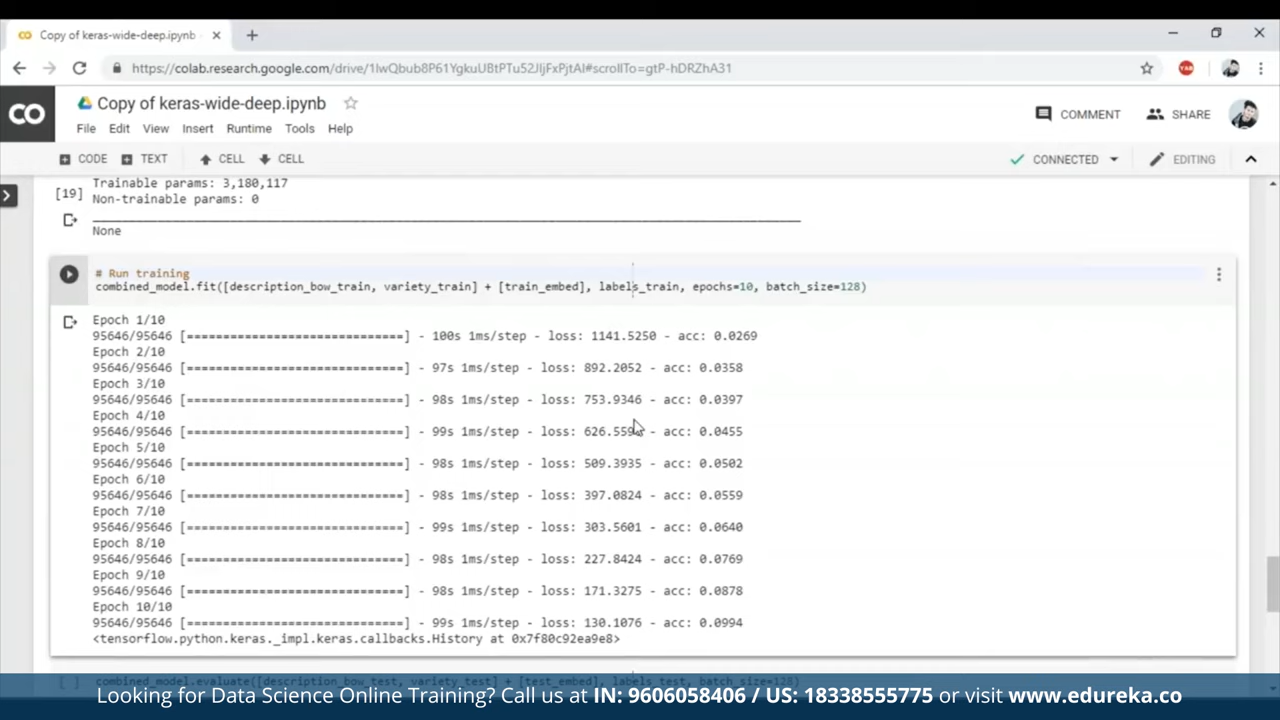 Copy of keras-wide-deep.ipynb
https://colab.research.google.com/drive/1lwQbub8P61YgkuUBtPTu52JIjFxPjtAI#scrollTo=gtP-hDRZhA31
CO
Copy of keras-wide-deep.ipynb
COMMENT
SHARE
File Edit View Insert Runtime Tools Help
CODE TEXT CELL CELL
CONNECTED
EDITING
Trainable params: 3,180,117
[19]
Non-trainable params: 0
None
# Run training
combined_model.fit([description_bow_train, variety_train] + [train_embed], labels_train, epochs=10, batch_size=128)
Epoch 1/10
95646/95646 [==============================] - 100s 1ms/step - loss: 1141.5250 - acc: 0.0269
Epoch 2/10
95646/95646 [==============================] - 97s 1ms/step - loss: 892.2052 - acc: 0.0358
Epoch 3/10
95646/95646 [==============================] - 98s 1ms/step - loss: 753.9346 - acc: 0.0397
Epoch 4/10
95646/95646 [==============================] - 99s 1ms/step - loss: - acc: 0.0455
Epoch 5/10
95646/95646 [==============================] - 98s 1ms/step - loss: 509.3935 - acc: 0.0502
Epoch 6/10
95646/95646 [==============================] - 98s 1ms/step - loss: 397.0824 - acc: 0.0559
Epoch 7/10
95646/95646 [==============================] - 99s 1ms/step - loss: 303.5601 - acc: 0.0640
Epoch 8/10
95646/95646 [==============================] - 98s 1ms/step - loss: 227.8424 - acc: 0.0769
Epoch 9/10
95646/95646 [==============================] - 98s 1ms/step - loss: 171.3275 - acc: 0.0878
Epoch 10/10
95646/95646 [==============================] - 99s 1ms/step - loss: 130.1076 - acc: 0.0994
<tensorflow.python.keras._impl.keras.callbacks.History at 0x7f80c92ea9e8>
[ ] combined_model.evaluate([description_bow_test, variety_test] + [test_embed], labels_test, batch_size=128)
Looking for Data Science Online Training? Call us at IN: 9606058406 / US: 18338555775 or visit www.edureka.co